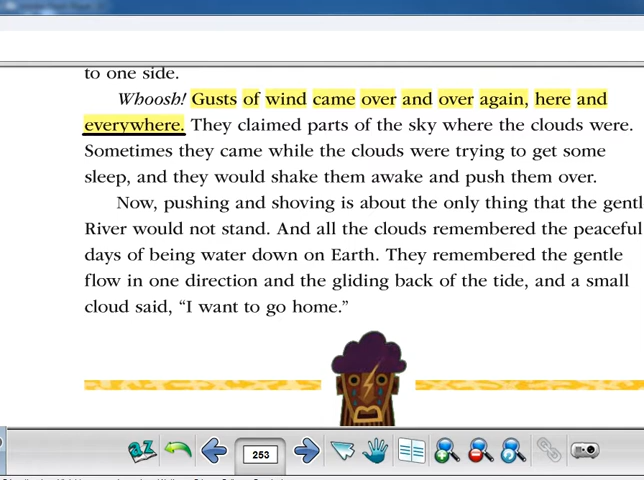 to one side.
Whoosh! Gusts of wind came over and over again, here and
everywhere. They claimed parts of the sky where the clouds were.
Sometimes they came while the clouds were trying to get some
sleep, and they would shake them awake and push them over.
Now, pushing and shoving is about the only thing that the gentl
River would not stand. And all the clouds remembered the peaceful
days of being water down on Earth. They remembered the gentle
flow in one direction and the gliding back of the tide, and a small
cloud said, “I want to go home.”
az
253